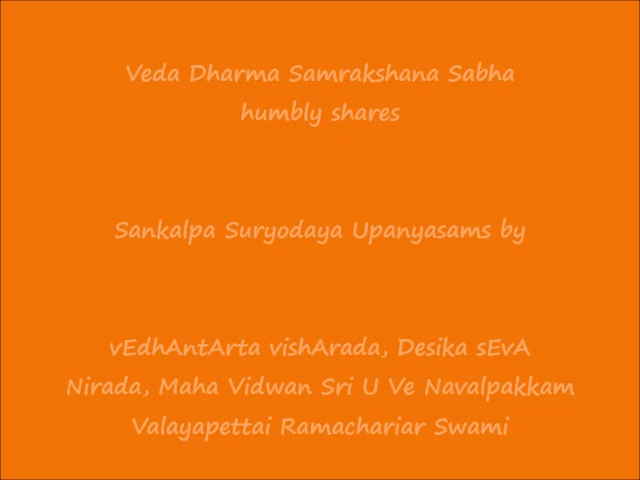 Veda Dharma Samrakshana Sabha
humbly shares
Sankalpa Suryodaya Upanyasams by
vEdhAntArta vishArada, Desika sEvA
Nirada, Maha Vidwan Sri U Ve Navalpakkam
Valayapettai Ramachariar Swami